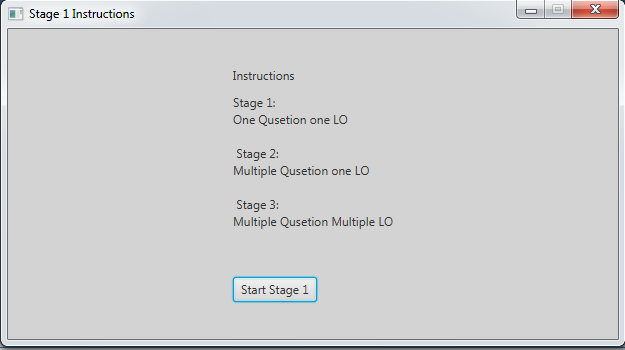 Stage 1 Instructions
Instructions
Stage 1:
One Qusetion one LO
Stage 2:
Multiple Qusetion one LO
Stage 3:
Multiple Qusetion Multiple LO
Start Stage 1